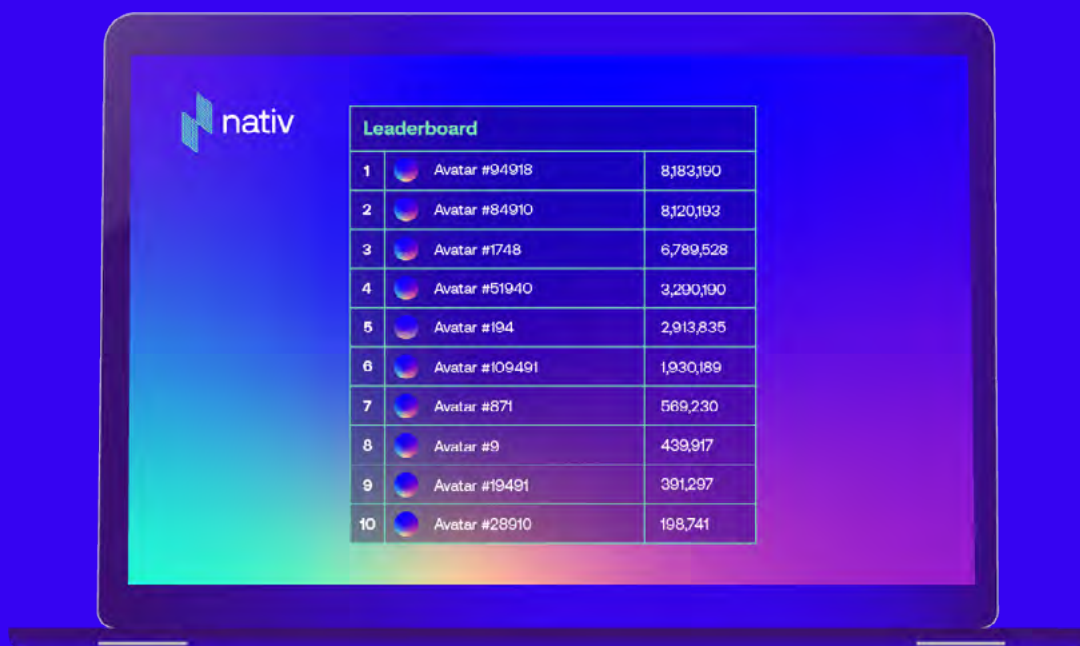 nativ
Leaderboard
1 Avatar #94918 8,183,190
2 Avatar #84910 8,120,193
3 Avatar #1748 6,789,528
4 Avatar #51940 3,290,190
5 Avatar #194 2,913,835
6 Avatar #109491 1,930,189
7 Avatar #871 569,230
8 Avatar #9 439,917
9 Avatar #19491 391,297
10 Avatar #28910 198,741